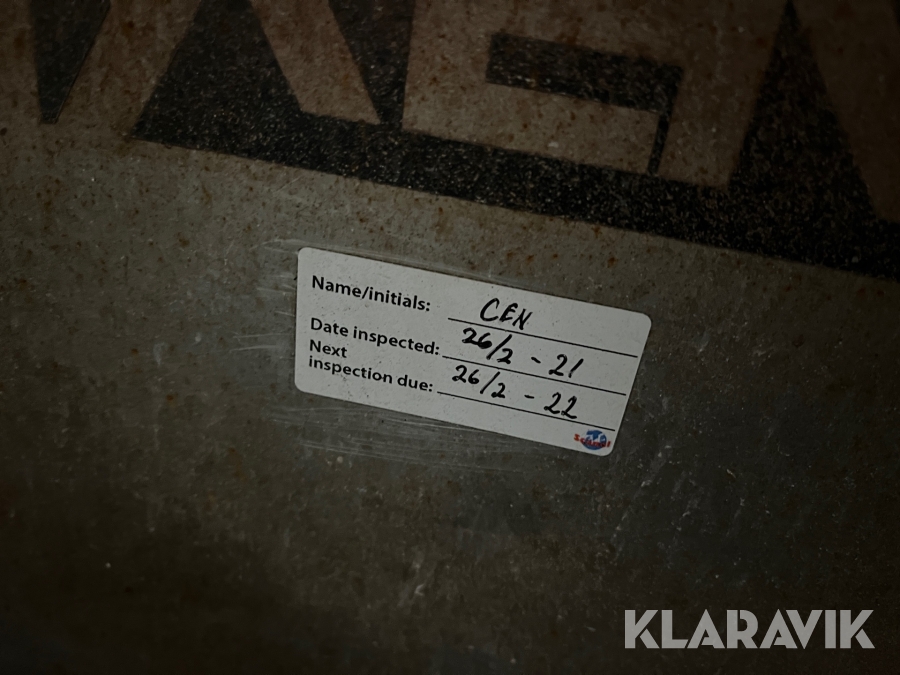 Name/initials: CEN
Date inspected: 26/2 - 21
Next
inspection due: 26/2 - 22
KLARAVIK